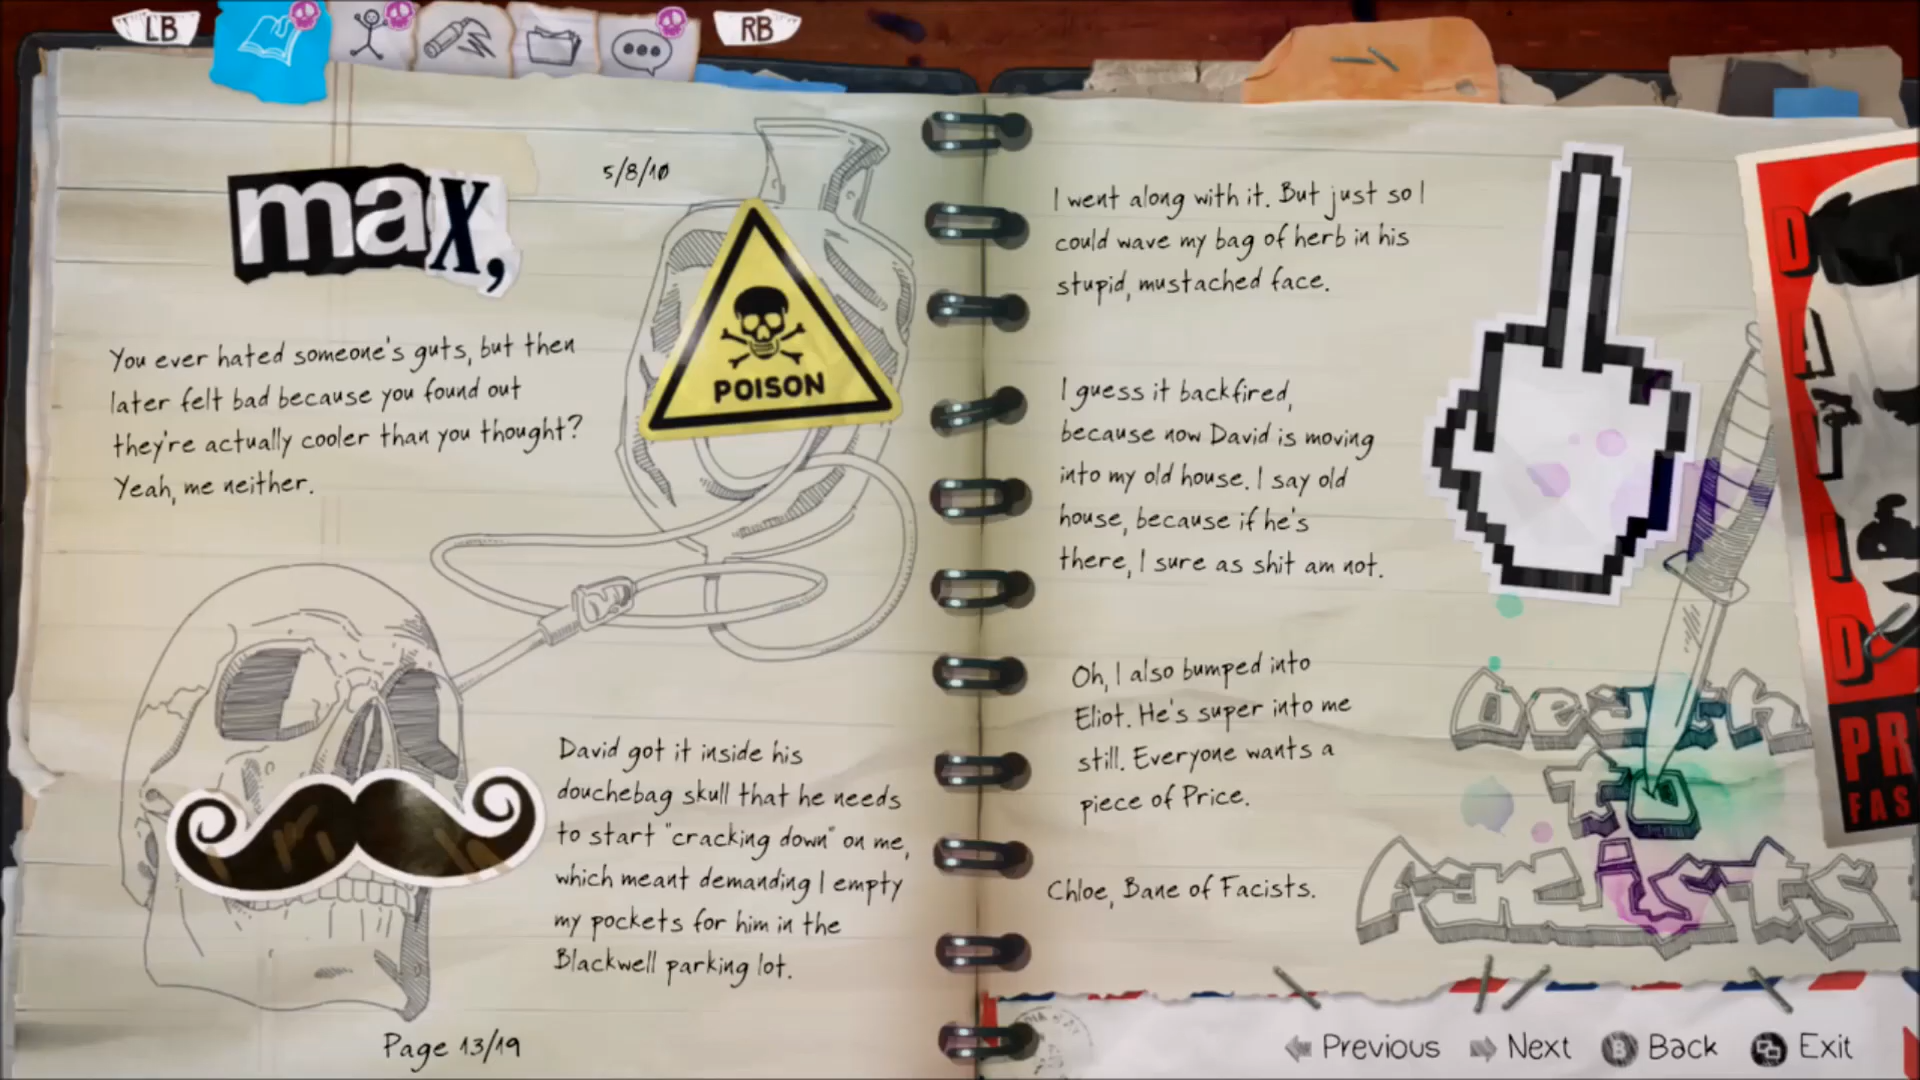 LB
RB
max,
5/8/10
POISON
You ever hated someone's guts, but then
later felt bad because you found out
they're actually cooler than you thought?
Yeah, me neither.
David got it inside his
douchebag skull that he needs
to start "cracking down" on me,
which meant demanding I empty
my pockets for him in the
Blackwell parking lot.
Page 13/19
I went along with it. But just so I
could wave my bag of herb in his
stupid, mustached face.
I guess it backfired,
because now David is moving
into my old house. I say old
house, because if he's
there, I sure as shit am not.
Oh, I also bumped into
Eliot. He's super into me
still. Everyone wants a
piece of Price.
Chloe, Bane of Facists.
Death
to
Facists
DAVID
PR
FAS
Previous
Next
B Back
Exit